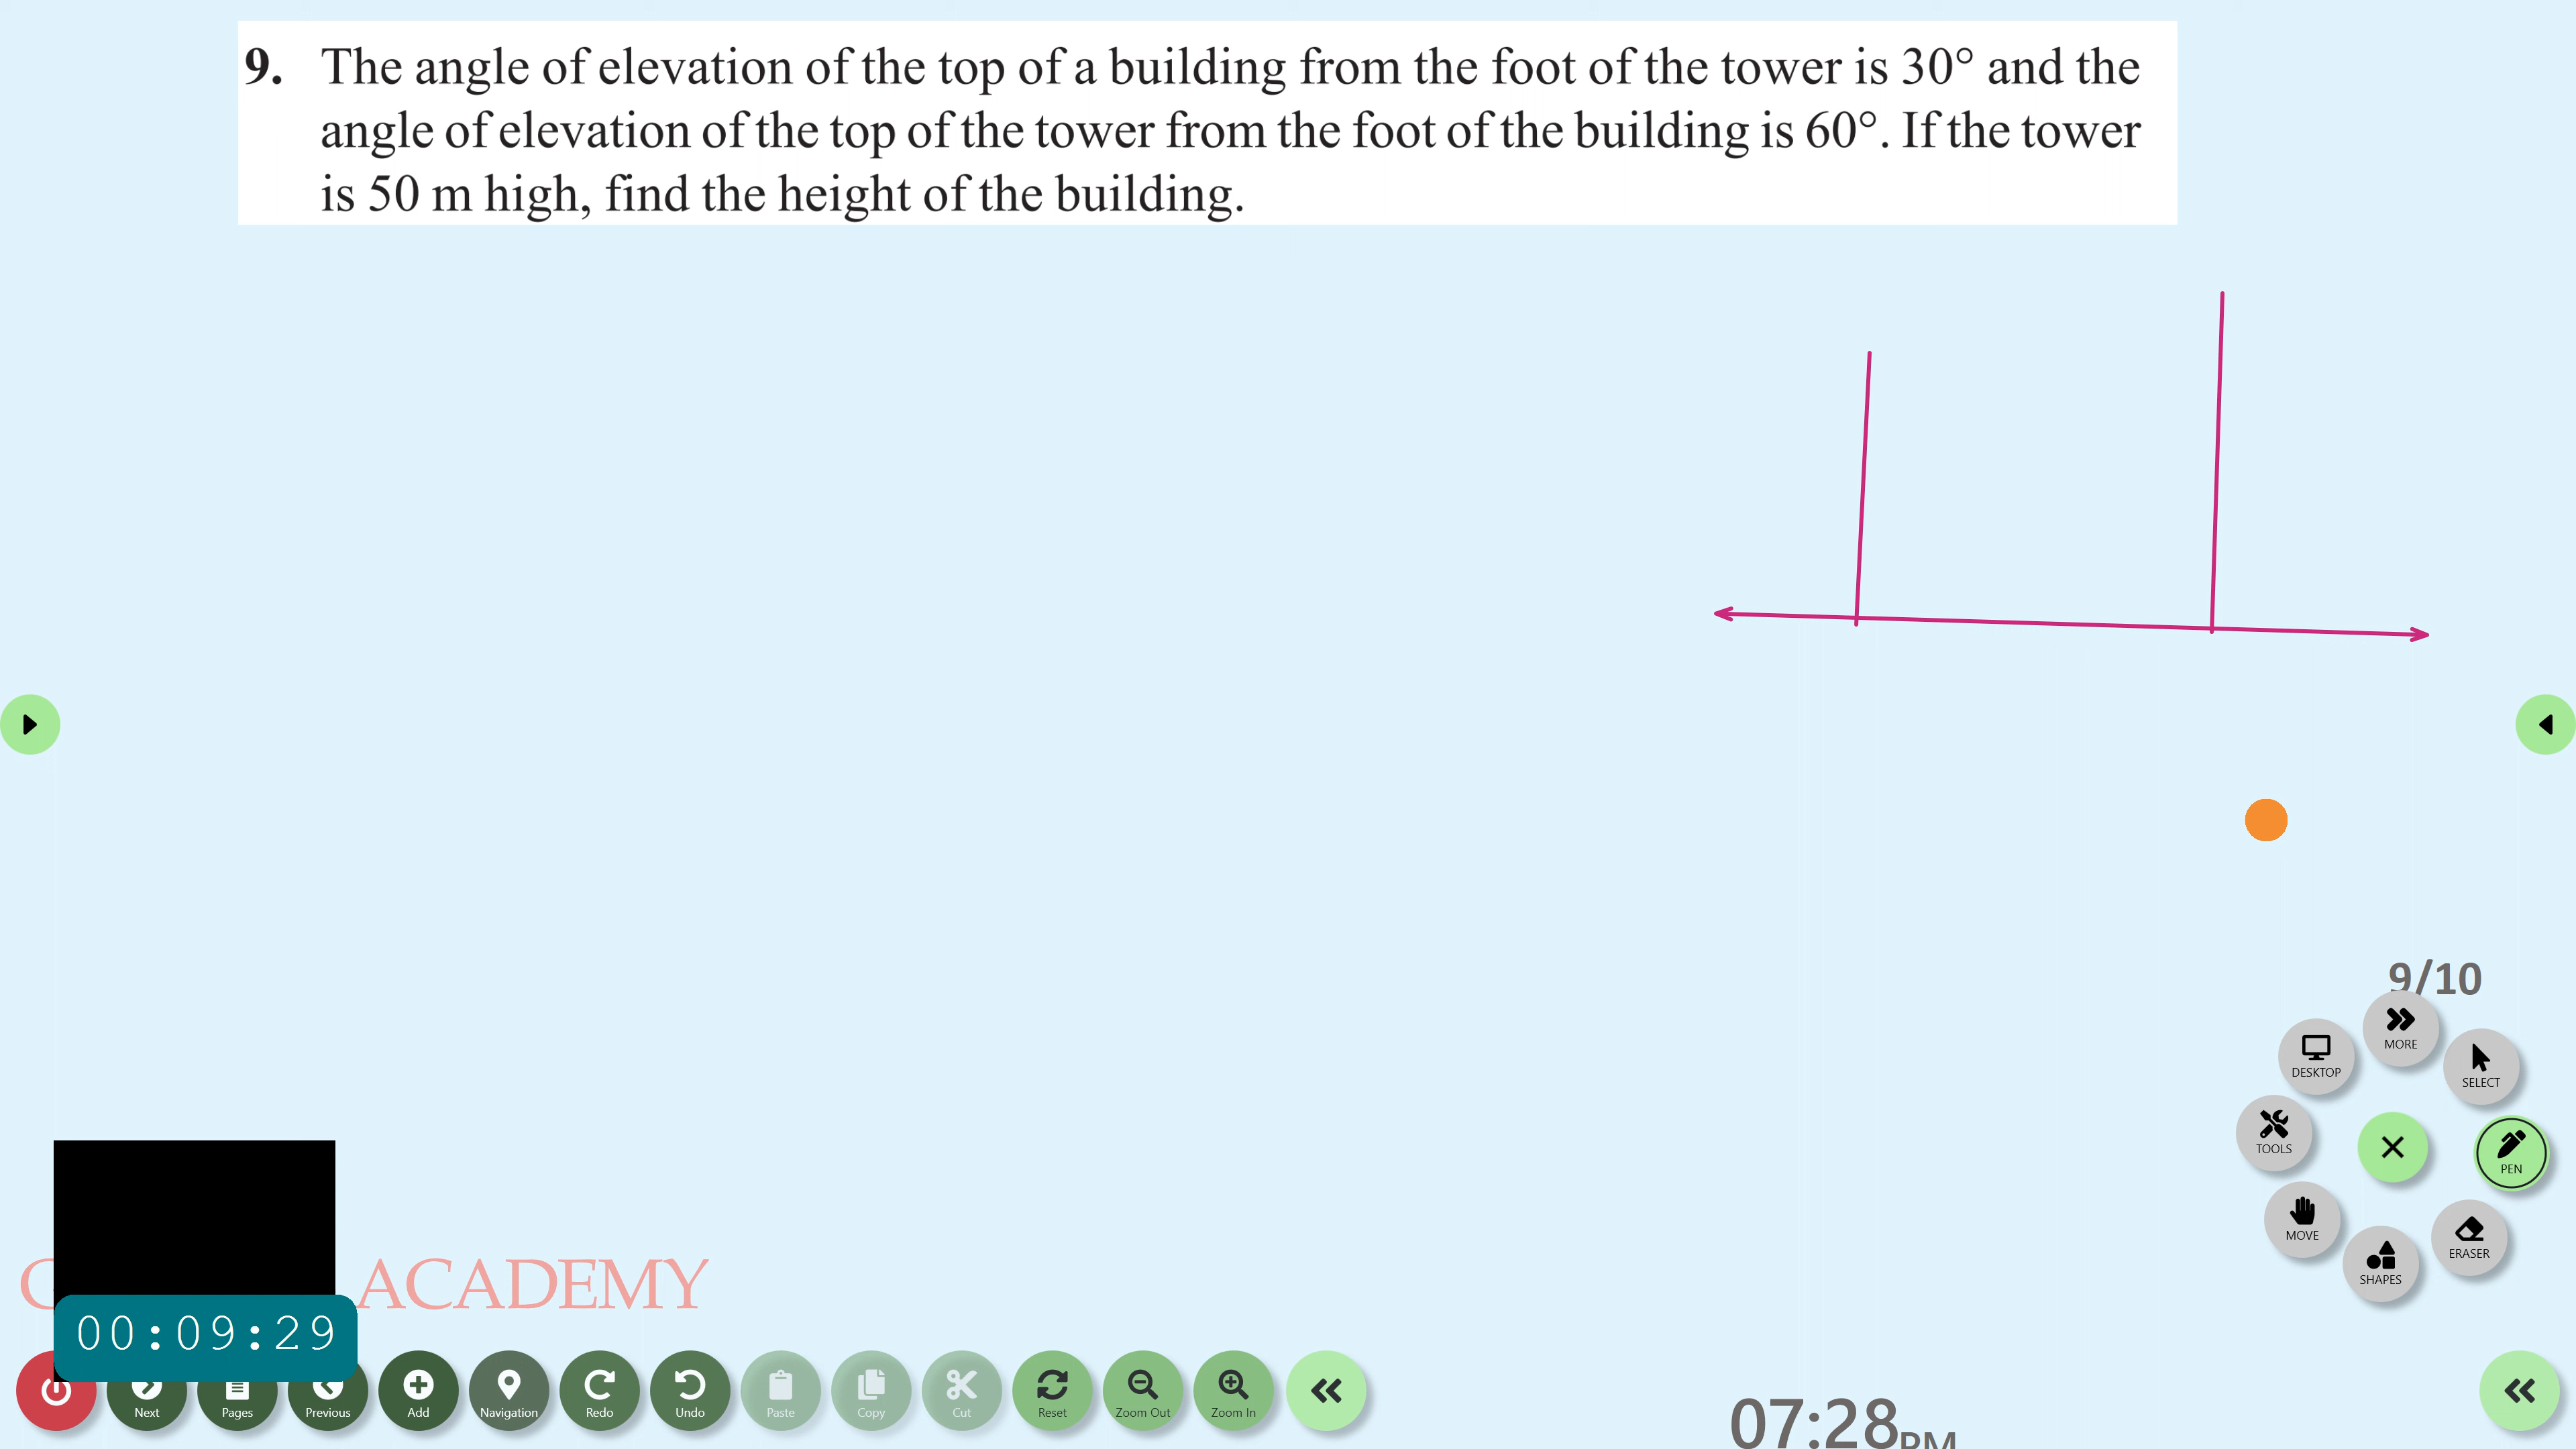 9. The angle of elevation of the top of a building from the foot of the tower is 30° and the
angle of elevation of the top of the tower from the foot of the building is 60°. If the tower
is 50 m high, find the height of the building.
9/10
MORE
DESKTOP
SELECT
TOOLS
PEN
MOVE
ERASER
SHAPES
ACADEMY
00:09:29
Next
Pages
Previous
Add
Navigation
Redo
Undo
Paste
Copy
Cut
Reset
Zoom Out
Zoom In
07:28 PM